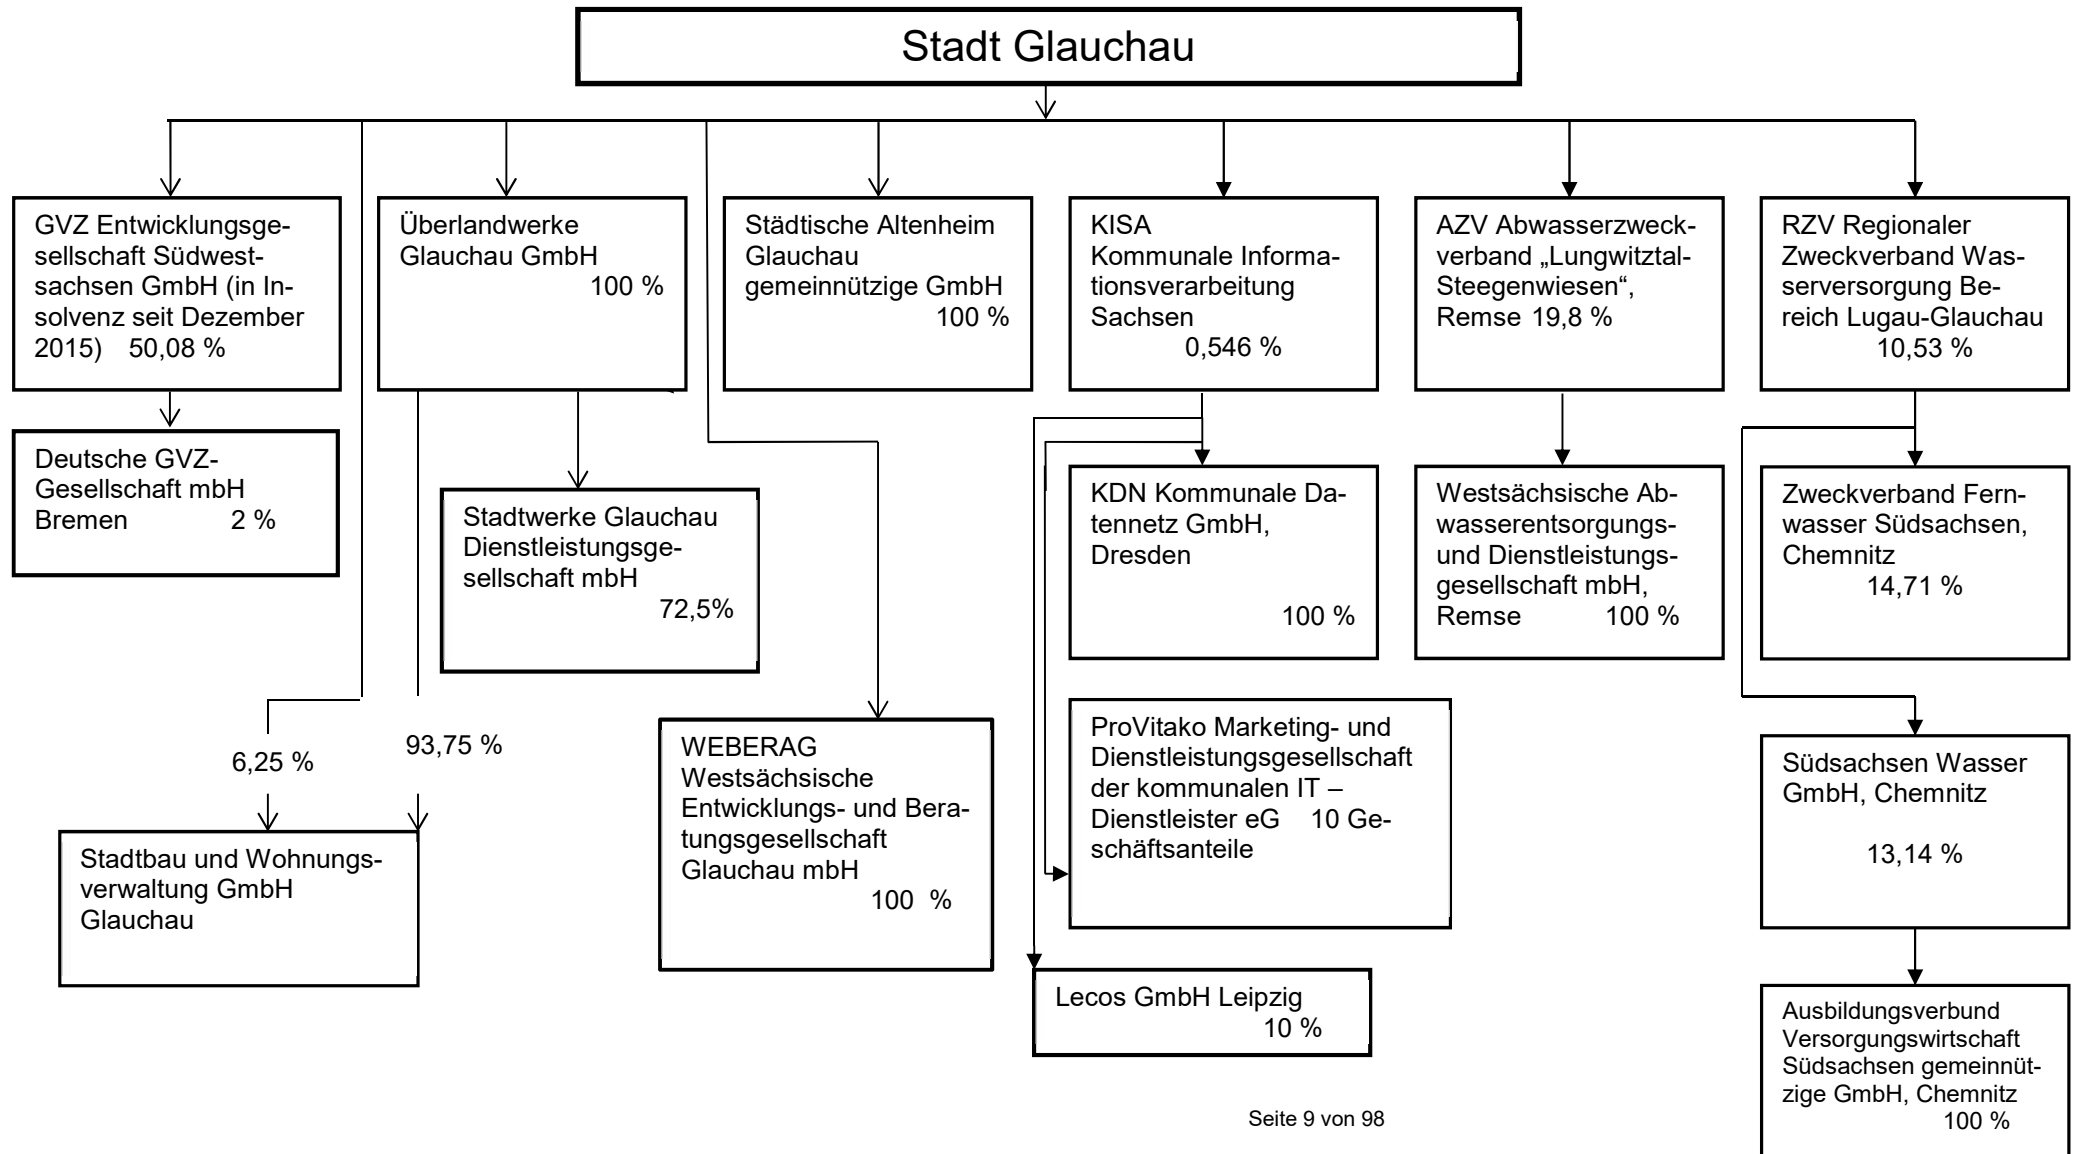 Stadt Glauchau
GVZ Entwicklungsge-
sellschaft Südwest-
sachsen GmbH (in In-
solvenz seit Dezember
2015) 50,08 %
Überlandwerke
Glauchau GmbH
100 %
Städtische Altenheim
Glauchau
gemeinnützige GmbH
100 %
KISA
Kommunale Informa-
tionsverarbeitung
Sachsen
0,546 %
AZV Abwasserzweck-
verband „Lungwitztal-
Steegenwiesen“,
Remse 19,8 %
RZV Regionaler
Zweckverband Was-
serversorgung Be-
reich Lugau-Glauchau
10,53 %
Deutsche GVZ-
Gesellschaft mbH
Bremen 2 %
Stadtwerke Glauchau
Dienstleistungsge-
sellschaft mbH
72,5%
KDN Kommunale Da-
tennetz GmbH,
Dresden
100 %
Westsächsische Ab-
wasserentsorgungs-
und Dienstleistungs-
gesellschaft mbH,
Remse 100 %
Zweckverband Fern-
wasser Südsachsen,
Chemnitz
14,71 %
6,25 %
93,75 %
Stadtbau und Wohnungs-
verwaltung GmbH
Glauchau
WEBERAG
Westsächsische
Entwicklungs- und Bera-
tungsgesellschaft
Glauchau mbH
100 %
ProVitako Marketing- und
Dienstleistungsgesellschaft
der kommunalen IT –
Dienstleister eG 10 Ge-
schäftsanteile
Südsachsen Wasser
GmbH, Chemnitz
13,14 %
Lecos GmbH Leipzig
10 %
Ausbildungsverbund
Versorgungswirtschaft
Südsachsen gemeinnüt-
zige GmbH, Chemnitz
100 %
Seite 9 von 98